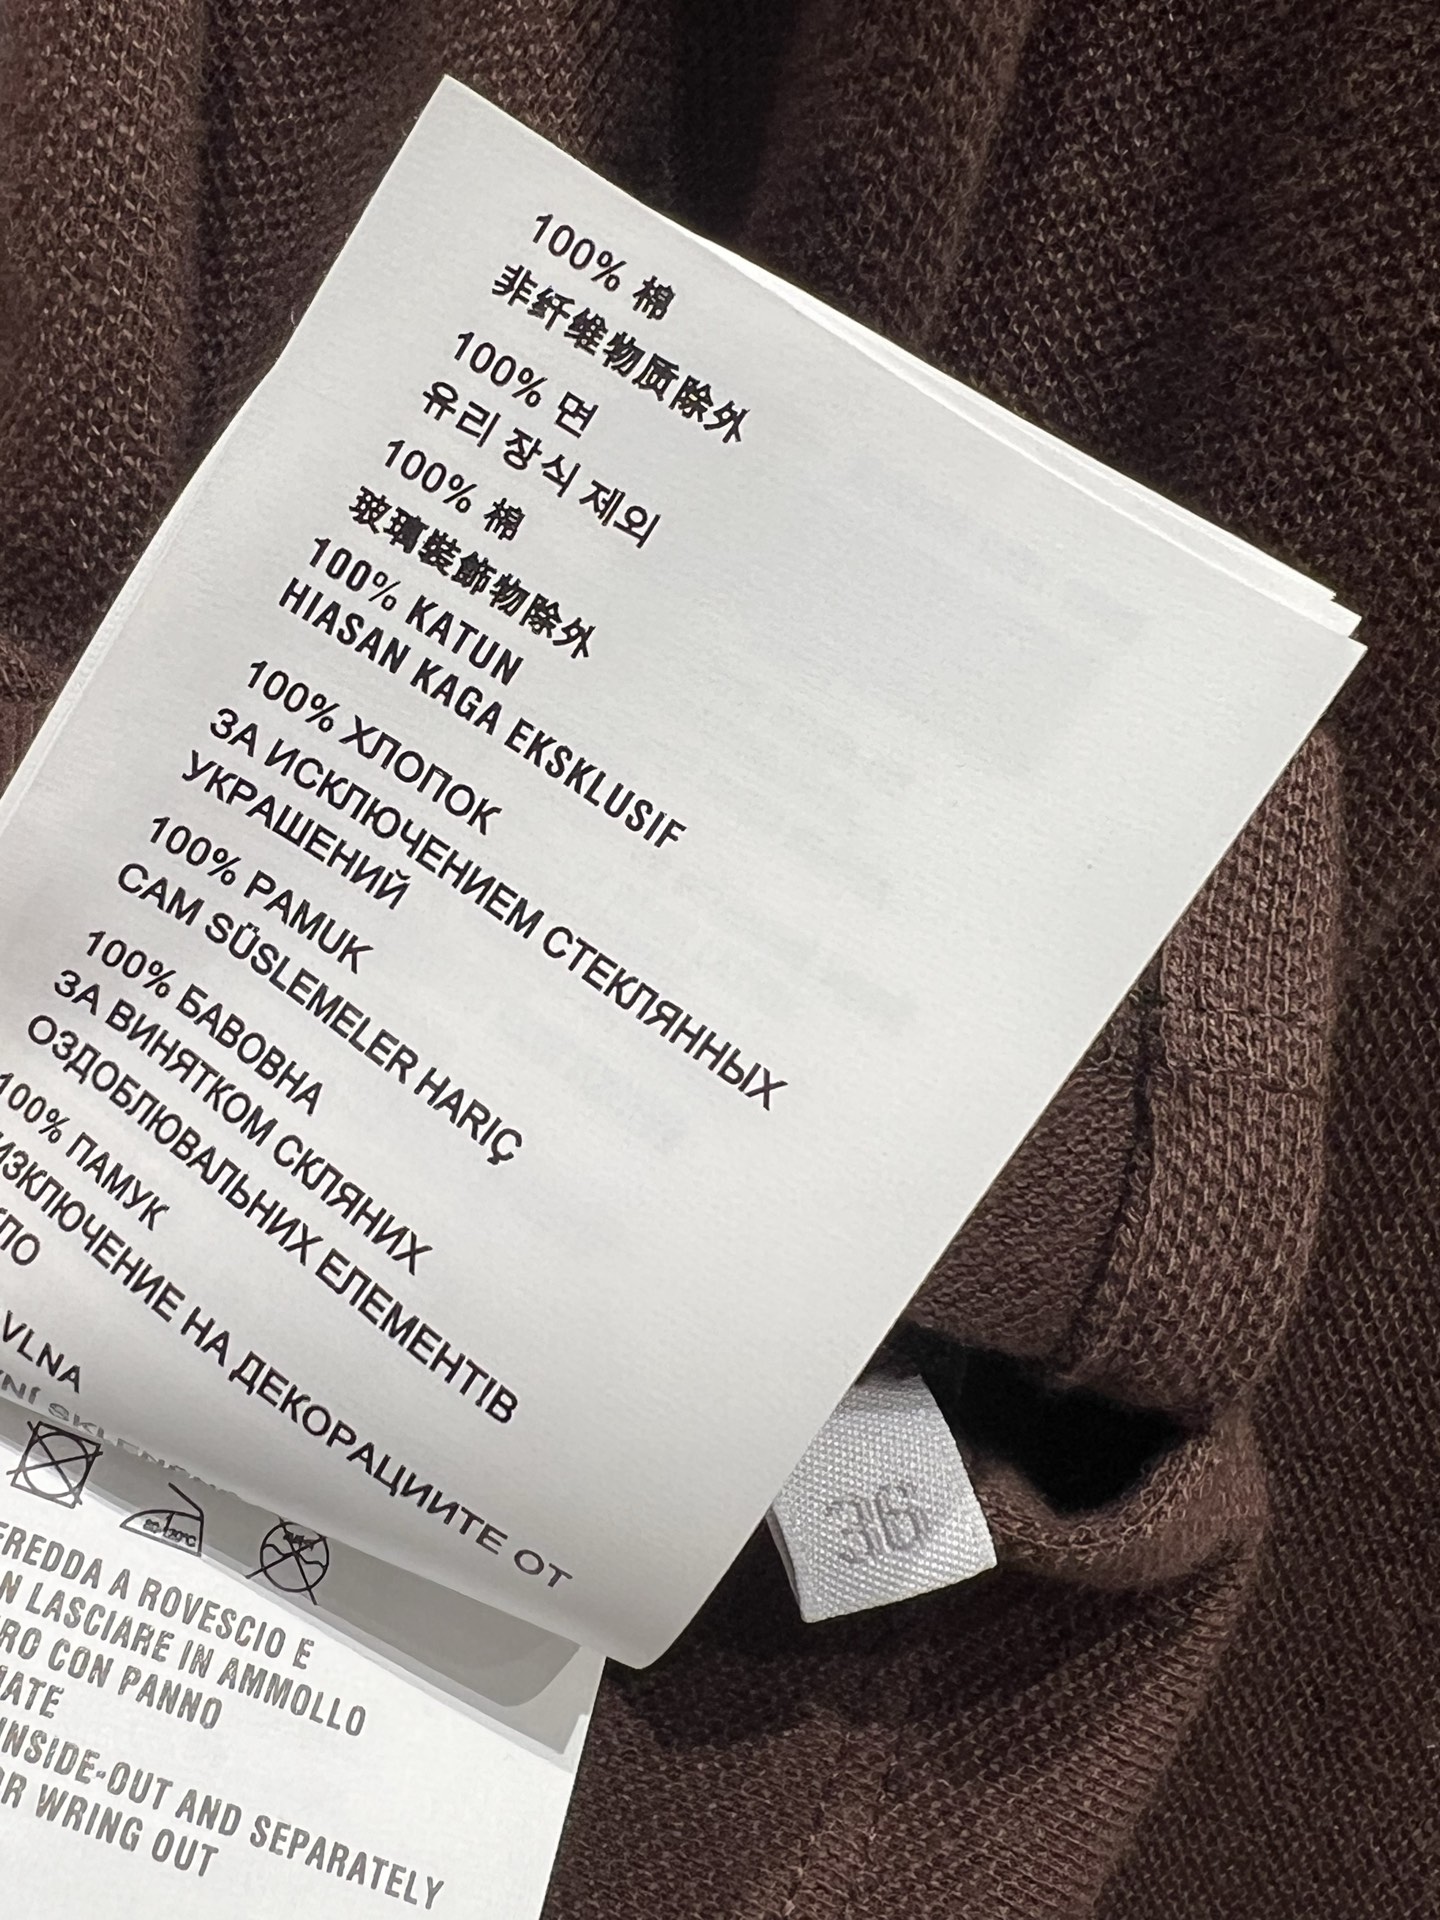 100% 棉
非纤维物质除外
100% 면
유리 장식 제외
100% 棉
玻璃裝飾物除外
100% KATUN
HIASAN KAGA EKSKLUSIF
100% ХЛОПОК
ЗА ИСКЛЮЧЕНИЕМ СТЕКЛЯННЫХ
УКРАШЕНИЙ
100% PAMUK
CAM SÜSLEMELER HARIÇ
100% БАВОВНА
ЗА ВИНЯТКОМ СКЛЯНИХ
ОЗДОБЛЮВАЛЬНИХ ЕЛЕМЕНТІВ
100% ПАМУК
ИЗКЛЮЧЕНИЕ НА ДЕКОРАЦИИТЕ ОТ
VLNA
36
FREDDA A ROVESCIO E
LASCIARE IN AMMOLLO
CON PANNO
INSIDE-OUT AND SEPARATELY
WRING OUT